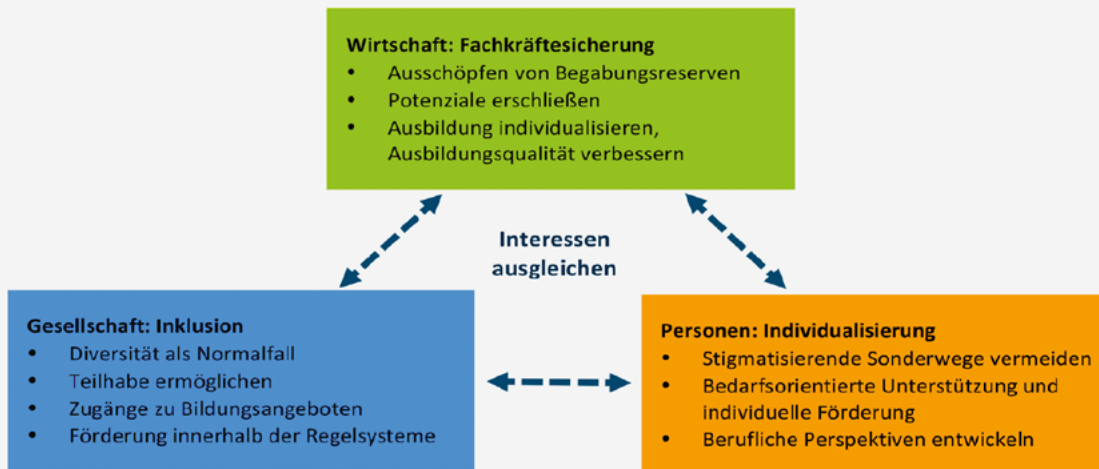 Wirtschaft: Fachkräftesicherung
• Ausschöpfen von Begabungsreserven
• Potenziale erschließen
• Ausbildung individualisieren,
Ausbildungsqualität verbessern
Interessen
ausgleichen
Gesellschaft: Inklusion
• Diversität als Normalfall
• Teilhabe ermöglichen
• Zugänge zu Bildungsangeboten
• Förderung innerhalb der Regelsysteme
Personen: Individualisierung
• Stigmatisierende Sonderwege vermeiden
• Bedarfsorientierte Unterstützung und
individuelle Förderung
• Berufliche Perspektiven entwickeln